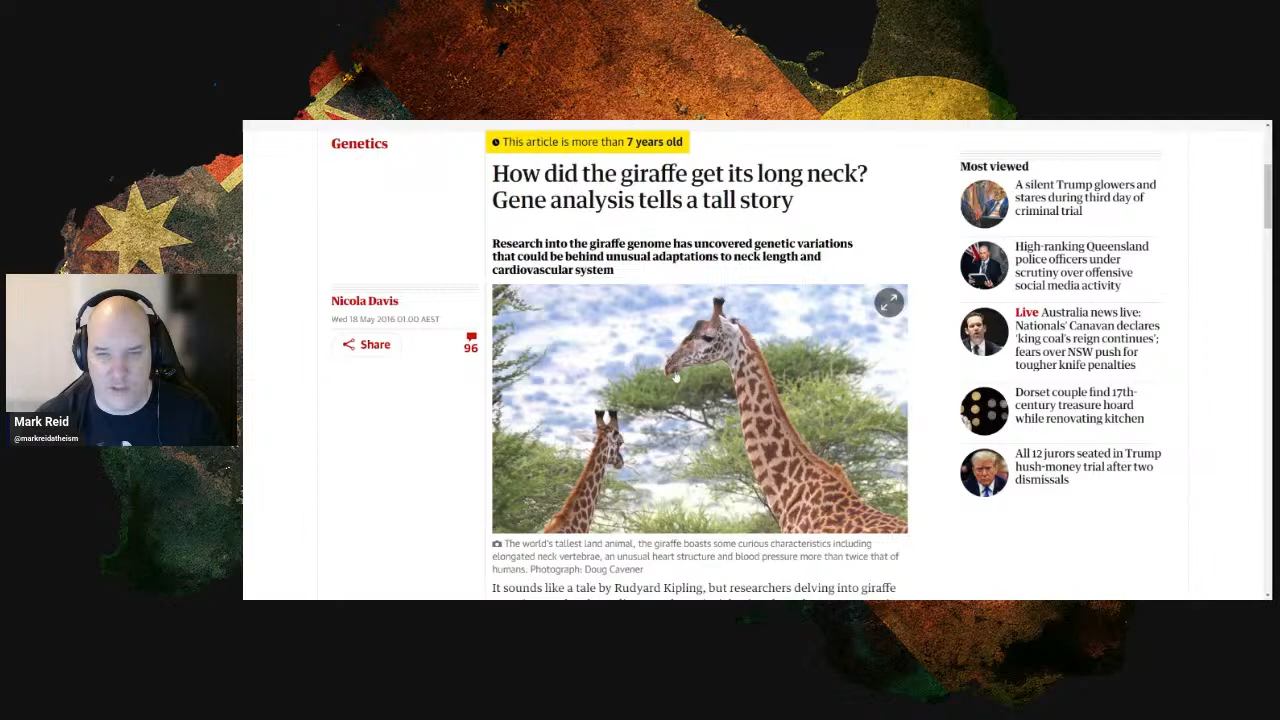 Genetics
This article is more than 7 years old
How did the giraffe get its long neck?
Gene analysis tells a tall story
Research into the giraffe genome has uncovered genetic variations
that could be behind unusual adaptations to neck length and
cardiovascular system
Nicola Davis
Wed 18 May 2016 01.00 AEST
Share
96
The world's tallest land animal, the giraffe boasts some curious characteristics including
elongated neck vertebrae, an unusual heart structure and blood pressure more than twice that of
humans. Photograph: Doug Cavener
It sounds like a tale by Rudyard Kipling, but researchers delving into giraffe
Most viewed
A silent Trump glowers and
stares during third day of
criminal trial
High-ranking Queensland
police officers under
scrutiny over offensive
social media activity
Live Australia news live:
Nationals' Canavan declares
'king coal's reign continues';
fears over NSW push for
tougher knife penalties
Dorset couple find 17th-
century treasure hoard
while renovating kitchen
All 12 jurors seated in Trump
hush-money trial after two
dismissals
Mark Reid
@markreidatheism